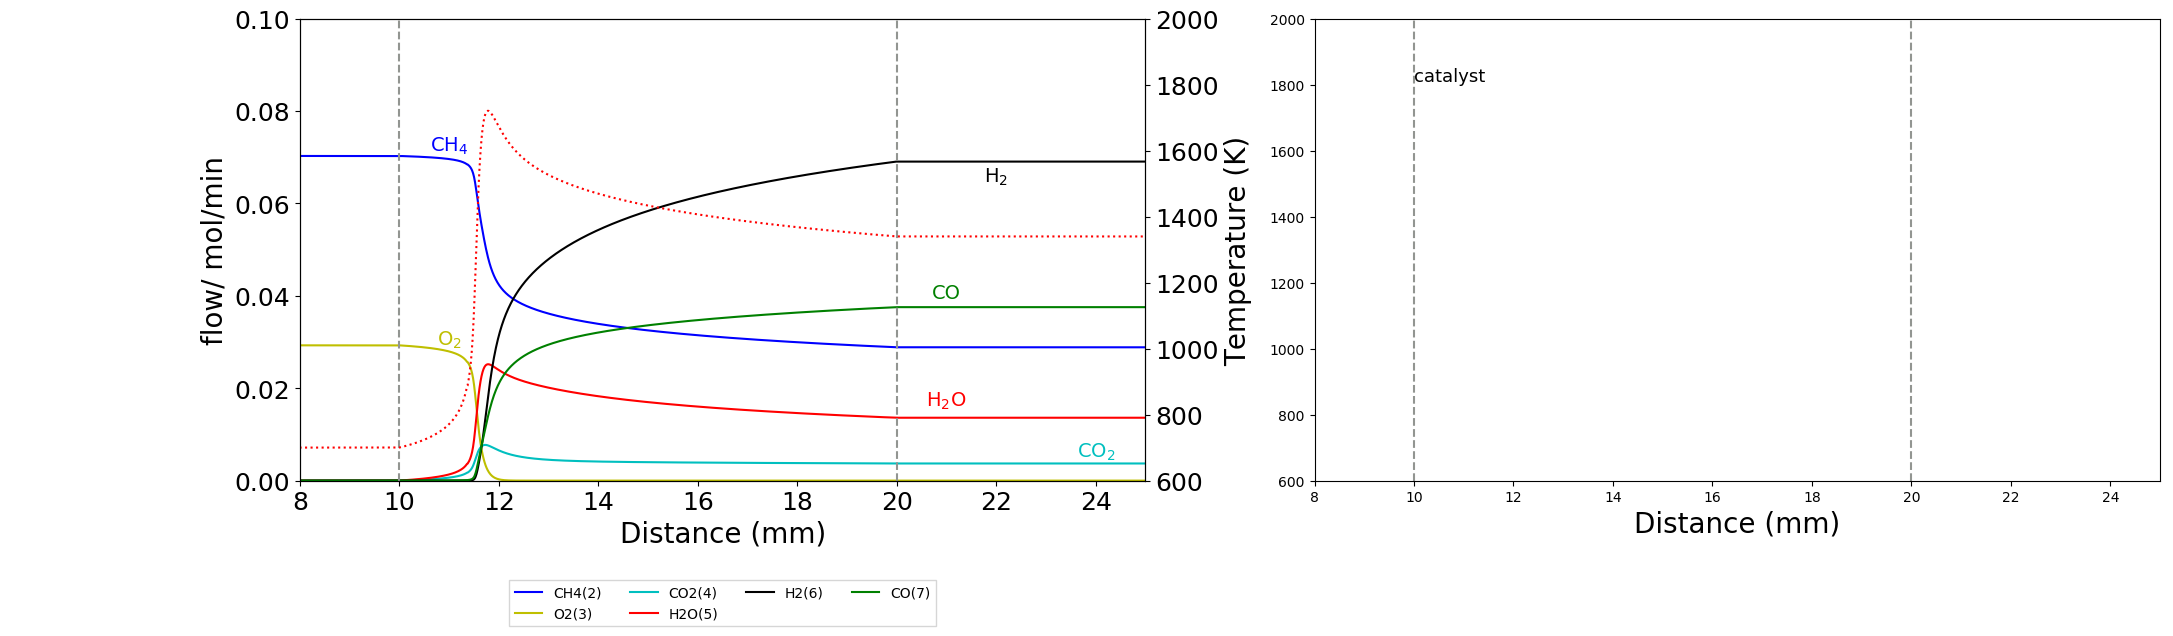 0.10
0.08
0.06
0.04
0.02
0.00
flow/ mol/min
8 10 12 14 16 18 20 22 24
Distance (mm)
CH₄
O₂
H₂
CO
H₂O
CO₂
2000
1800
1600
1400
1200
1000
800
600
Temperature (K)
CH4(2) CO2(4) H2(6) CO(7)
O2(3) H2O(5)
2000
1800
1600
1400
1200
1000
800
600
catalyst
8 10 12 14 16 18 20 22 24
Distance (mm)